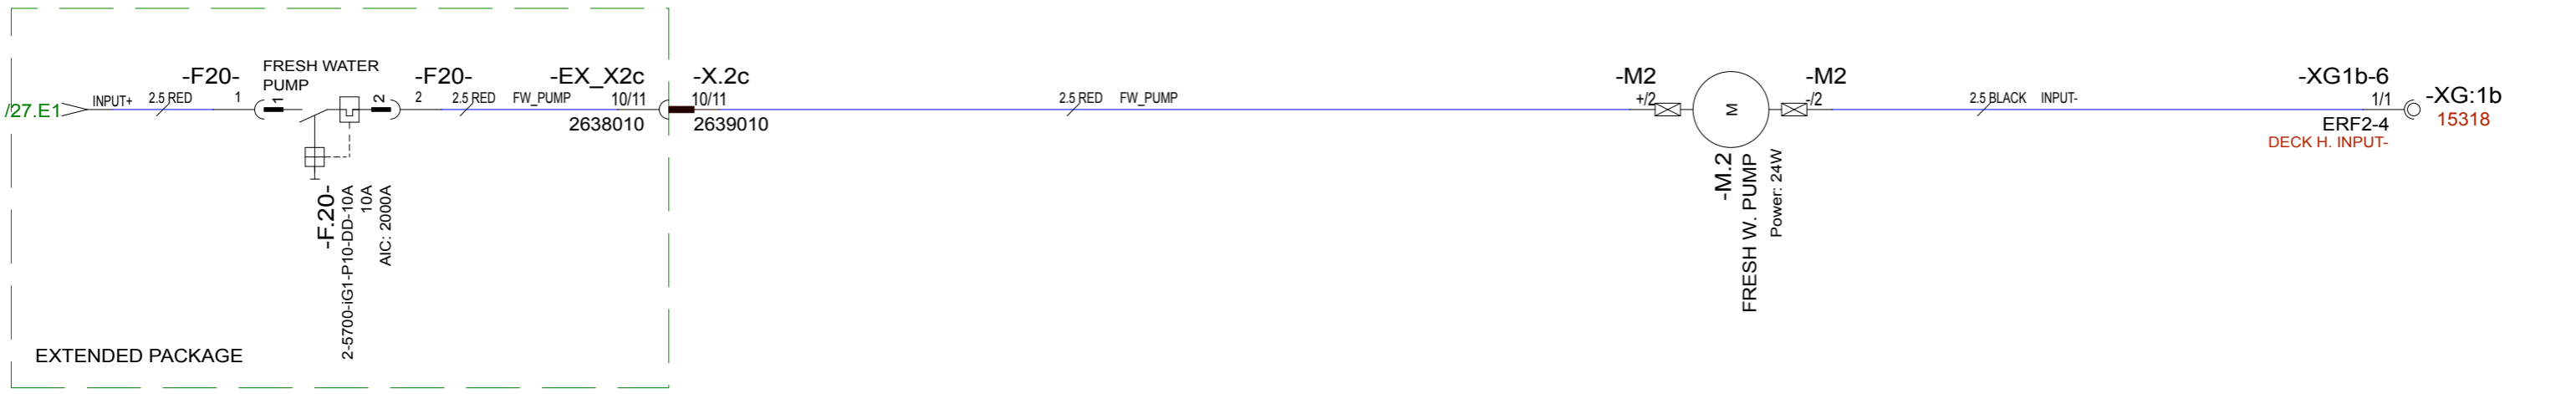 /27.E1
INPUT+
2.5 RED
-F20-
1
FRESH WATER
PUMP
1
2
-F20-
2
2.5 RED
FW_PUMP
-EX_X2c
10/11
2638010
-X.2c
10/11
2639010
2.5 RED
FW_PUMP
-M2
+/2
M
-M2
-/2
2.5 BLACK
INPUT-
-XG1b-6
1/1
ERF2-4
DECK H. INPUT-
-XG:1b
15318
-F.20-
2-5700-iG1-P10-DD-10A
10A
AIC: 2000A
-M.2
FRESH W. PUMP
Power: 24W
EXTENDED PACKAGE